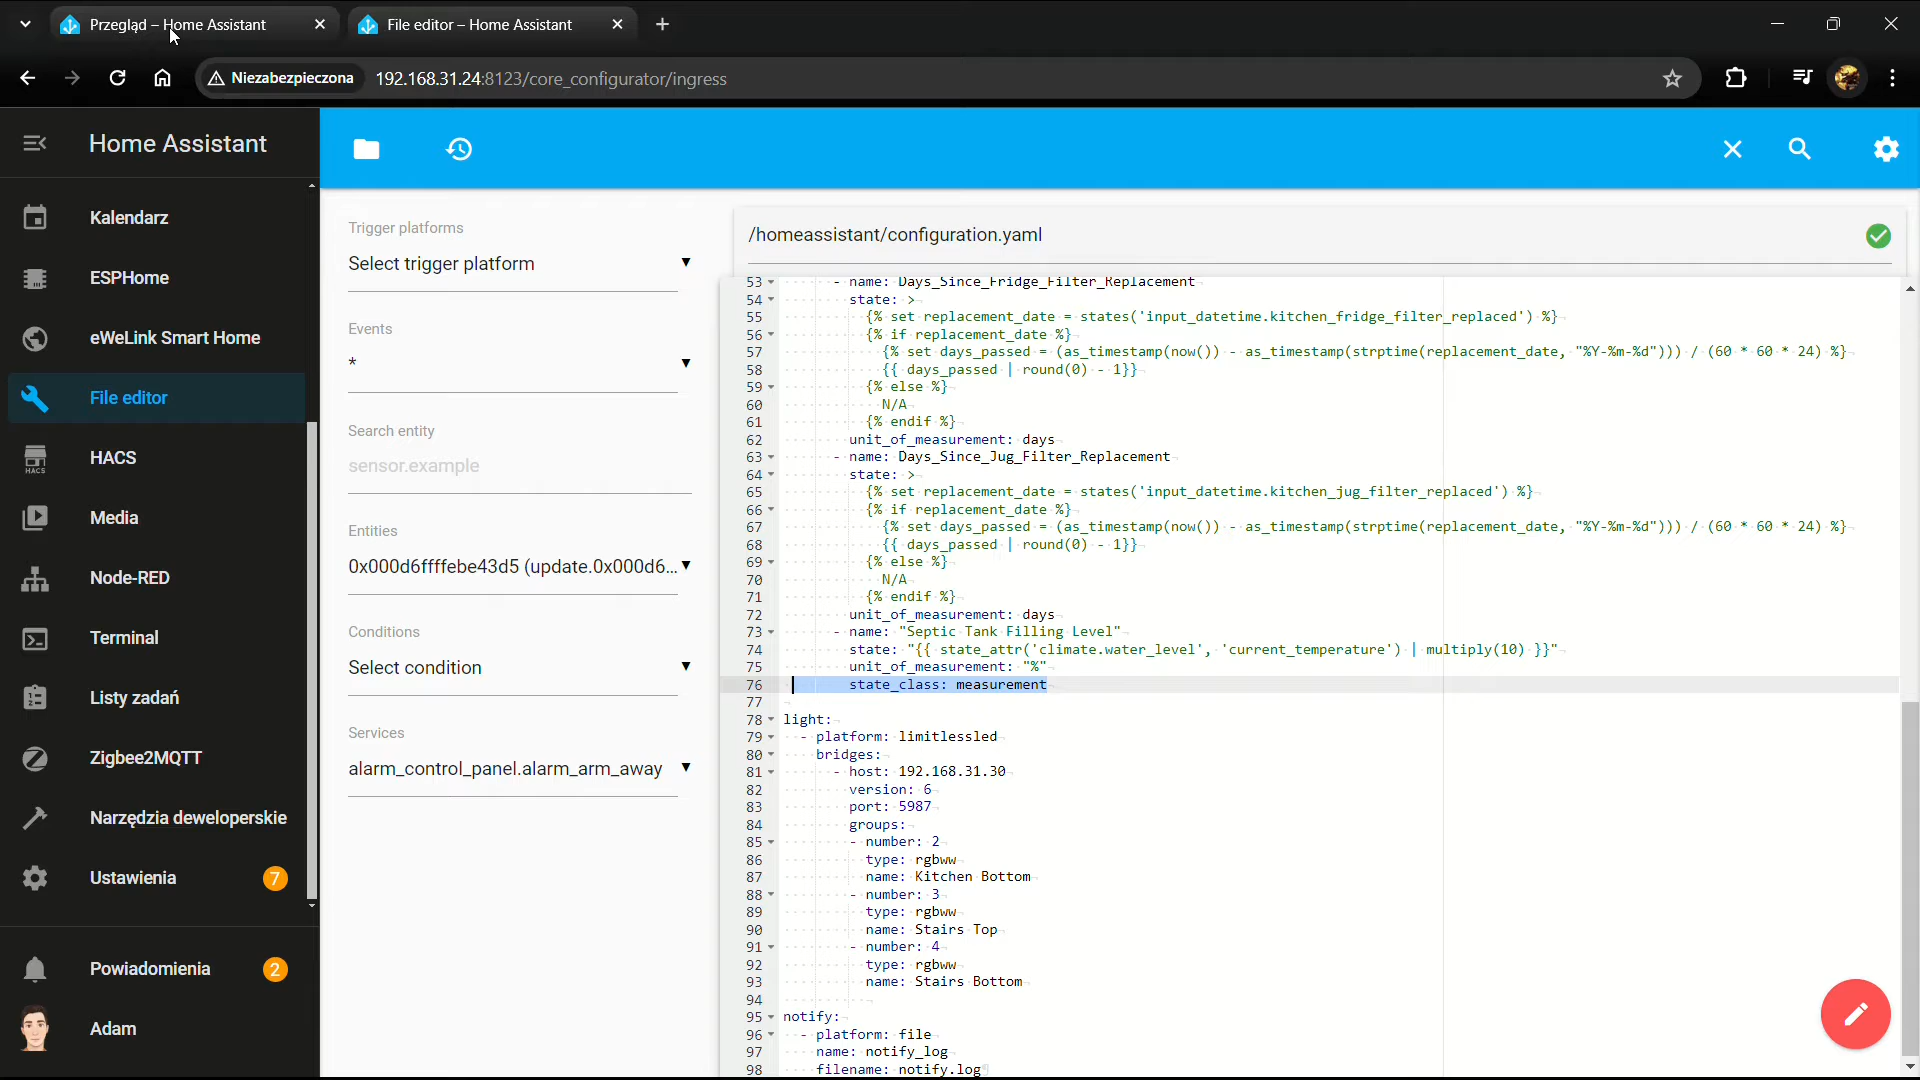 Przegląd – Home Assistant
File editor – Home Assistant
Niezabezpieczona
192.168.31.24:8123/core_configurator/ingress
Home Assistant
Kalendarz
ESPHome
eWeLink Smart Home
File editor
HACS
HACS
Media
Node-RED
Terminal
Listy zadań
Zigbee2MQTT
Narzędzia deweloperskie
Ustawienia
7
Powiadomienia
2
Adam
Trigger platforms
Select trigger platform
Events
*
Search entity
sensor.example
Entities
0x000d6ffffebe43d5 (update.0x000d6...
Conditions
Select condition
Services
alarm_control_panel.alarm_arm_away
/homeassistant/configuration.yaml
53 - name: Days_Since_Fridge_Filter_Replacement
54 state: >
55 {% set replacement_date = states('input_datetime.kitchen_fridge_filter_replaced') %}
56 {% if replacement_date %}
57 {% set days_passed = (as_timestamp(now()) - as_timestamp(strptime(replacement_date, "%Y-%m-%d"))) / (60 * 60 * 24) %}
58 {{ days_passed | round(0) - 1}}
59 {% else %}
60 N/A
61 {% endif %}
62 unit_of_measurement: days
63 - name: Days_Since_Jug_Filter_Replacement
64 state: >
65 {% set replacement_date = states('input_datetime.kitchen_jug_filter_replaced') %}
66 {% if replacement_date %}
67 {% set days_passed = (as_timestamp(now()) - as_timestamp(strptime(replacement_date, "%Y-%m-%d"))) / (60 * 60 * 24) %}
68 {{ days_passed | round(0) - 1}}
69 {% else %}
70 N/A
71 {% endif %}
72 unit_of_measurement: days
73 - name: "Septic Tank Filling Level"
74 state: "{{ state_attr('climate.water_level', 'current_temperature') | multiply(10) }}"
75 unit_of_measurement: "%"
76 state_class: measurement
77
78 light:
79 - platform: limitlessled
80 bridges:
81 - host: 192.168.31.30
82 version: 6
83 port: 5987
84 groups:
85 - number: 2
86 type: rgbww
87 name: Kitchen Bottom
88 - number: 3
89 type: rgbww
90 name: Stairs Top
91 - number: 4
92 type: rgbww
93 name: Stairs Bottom
94
95 notify:
96 - platform: file
97 name: notify_log
98 filename: notify.log